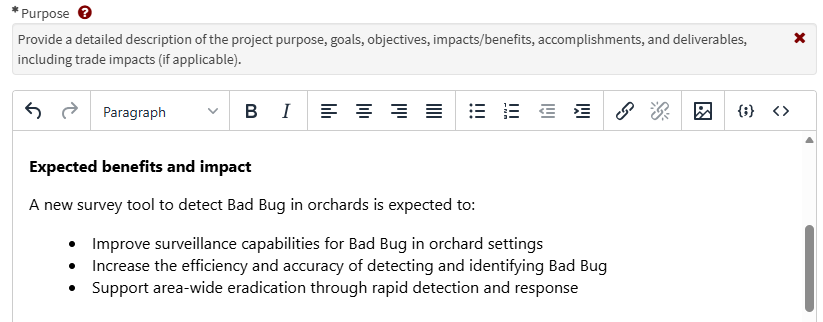 * Purpose ?
Provide a detailed description of the project purpose, goals, objectives, impacts/benefits, accomplishments, and deliverables,
including trade impacts (if applicable).
Paragraph B I
Expected benefits and impact
A new survey tool to detect Bad Bug in orchards is expected to:
• Improve surveillance capabilities for Bad Bug in orchard settings
• Increase the efficiency and accuracy of detecting and identifying Bad Bug
• Support area-wide eradication through rapid detection and response